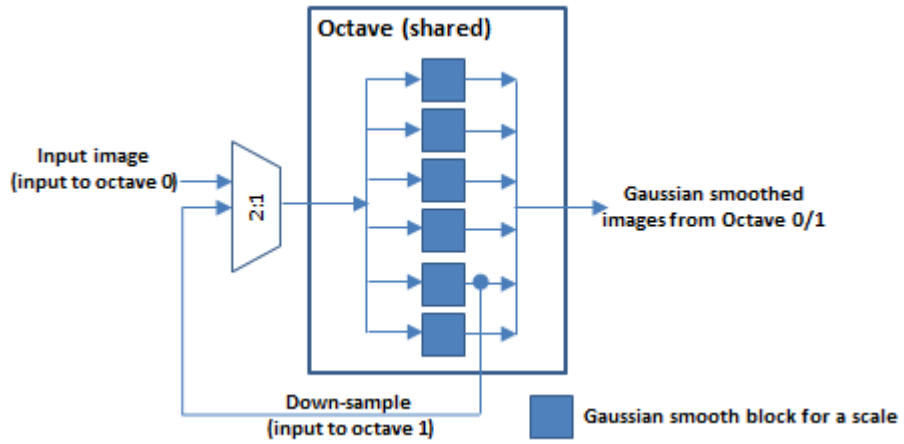 Octave (shared)
Input image
(input to octave 0)
2:1
Gaussian smoothed
images from Octave 0/1
Down-sample
(input to octave 1)
Gaussian smooth block for a scale